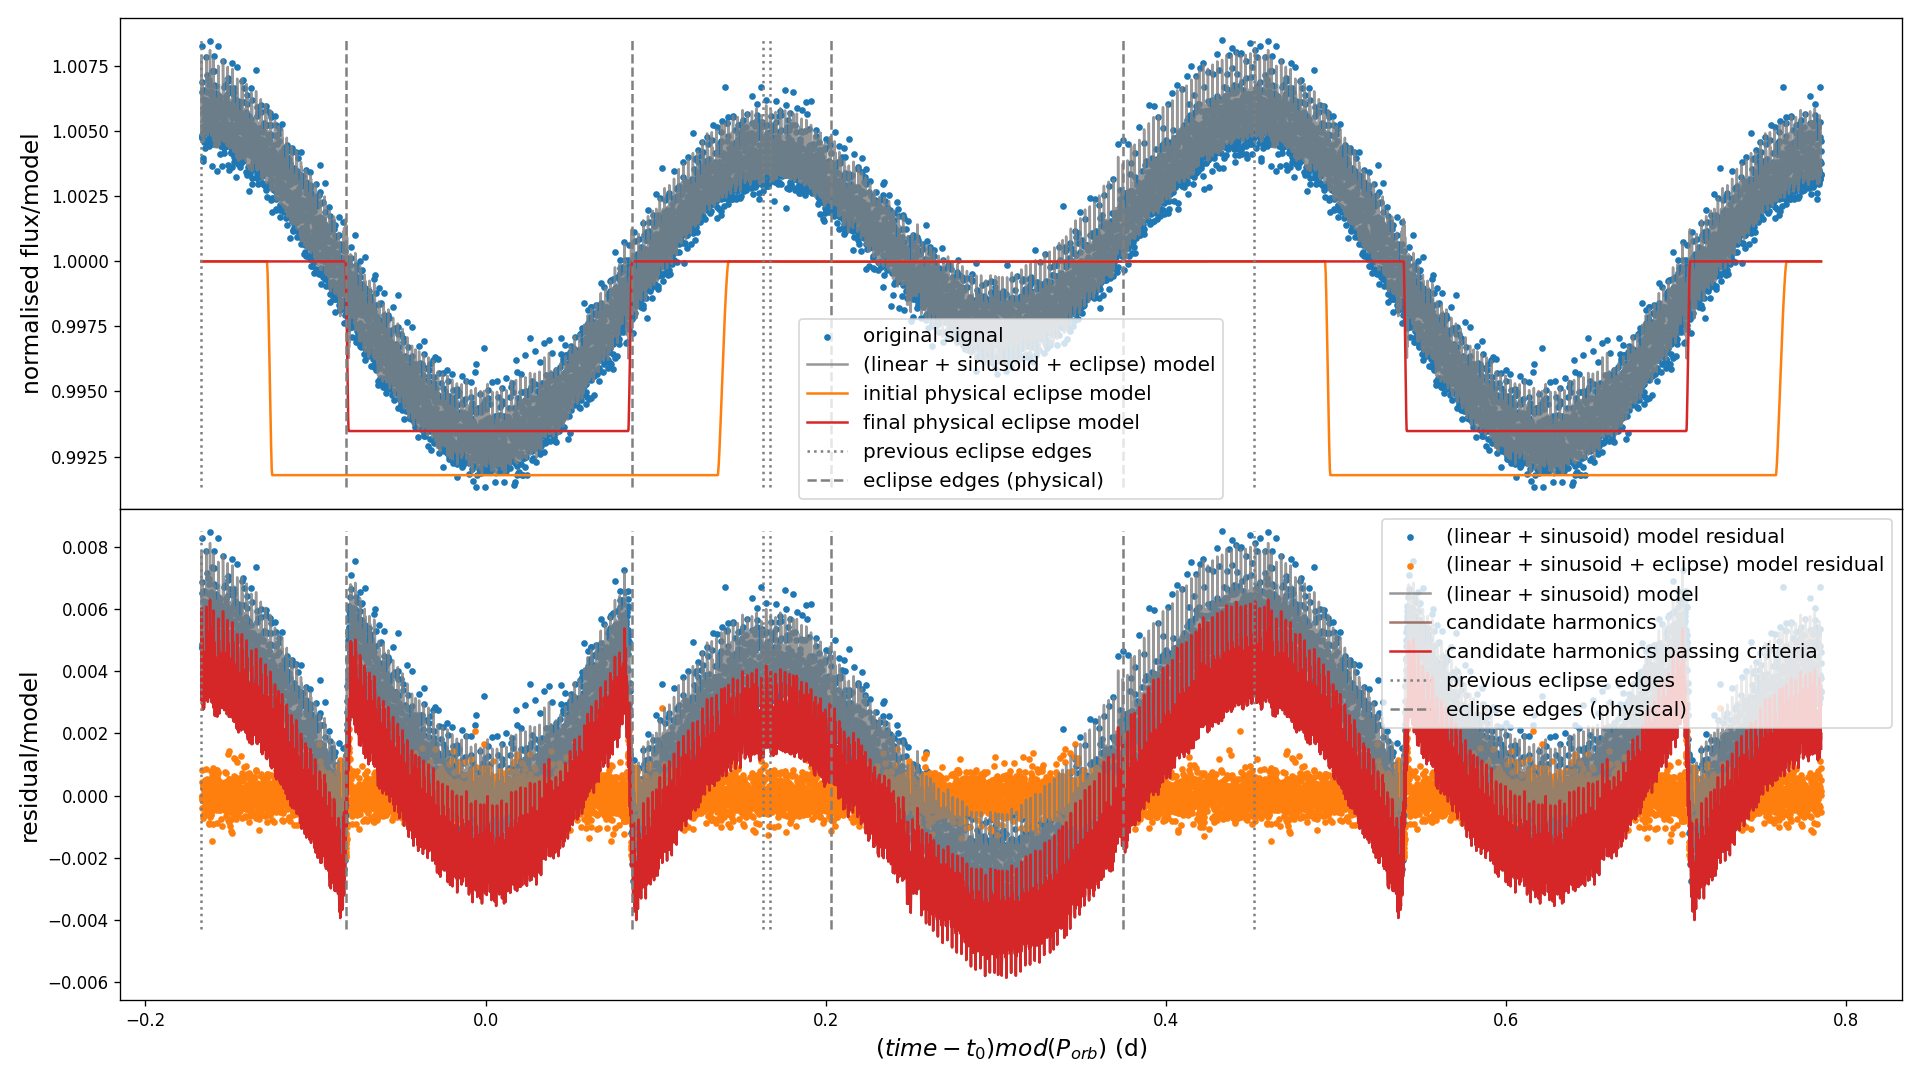 normalised flux/model
1.0075
1.0050
1.0025
1.0000
0.9975
0.9950
0.9925
original signal
(linear + sinusoid + eclipse) model
initial physical eclipse model
final physical eclipse model
previous eclipse edges
eclipse edges (physical)
residual/model
0.008
0.006
0.004
0.002
0.000
−0.002
−0.004
−0.006
(linear + sinusoid) model residual
(linear + sinusoid + eclipse) model residual
(linear + sinusoid) model
candidate harmonics
candidate harmonics passing criteria
previous eclipse edges
eclipse edges (physical)
−0.2 0.0 0.2 0.4 0.6 0.8
(time − t₀)mod(P_orb) (d)